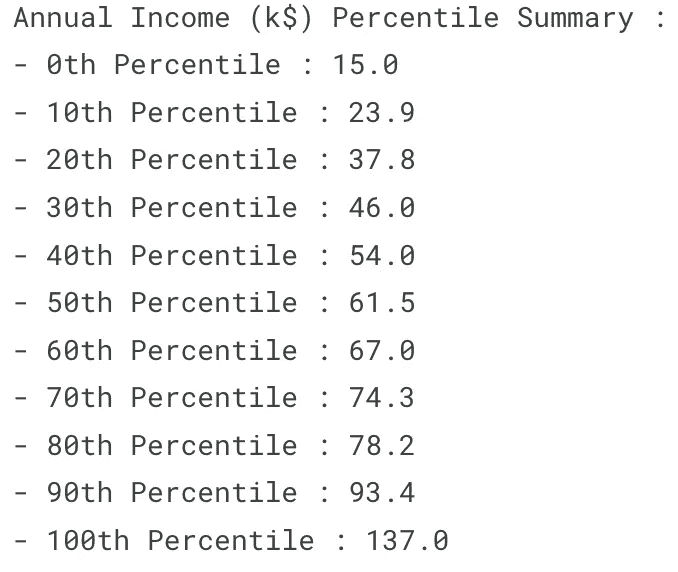 Annual Income (k$) Percentile Summary :
- 0th Percentile : 15.0
- 10th Percentile : 23.9
- 20th Percentile : 37.8
- 30th Percentile : 46.0
- 40th Percentile : 54.0
- 50th Percentile : 61.5
- 60th Percentile : 67.0
- 70th Percentile : 74.3
- 80th Percentile : 78.2
- 90th Percentile : 93.4
- 100th Percentile : 137.0